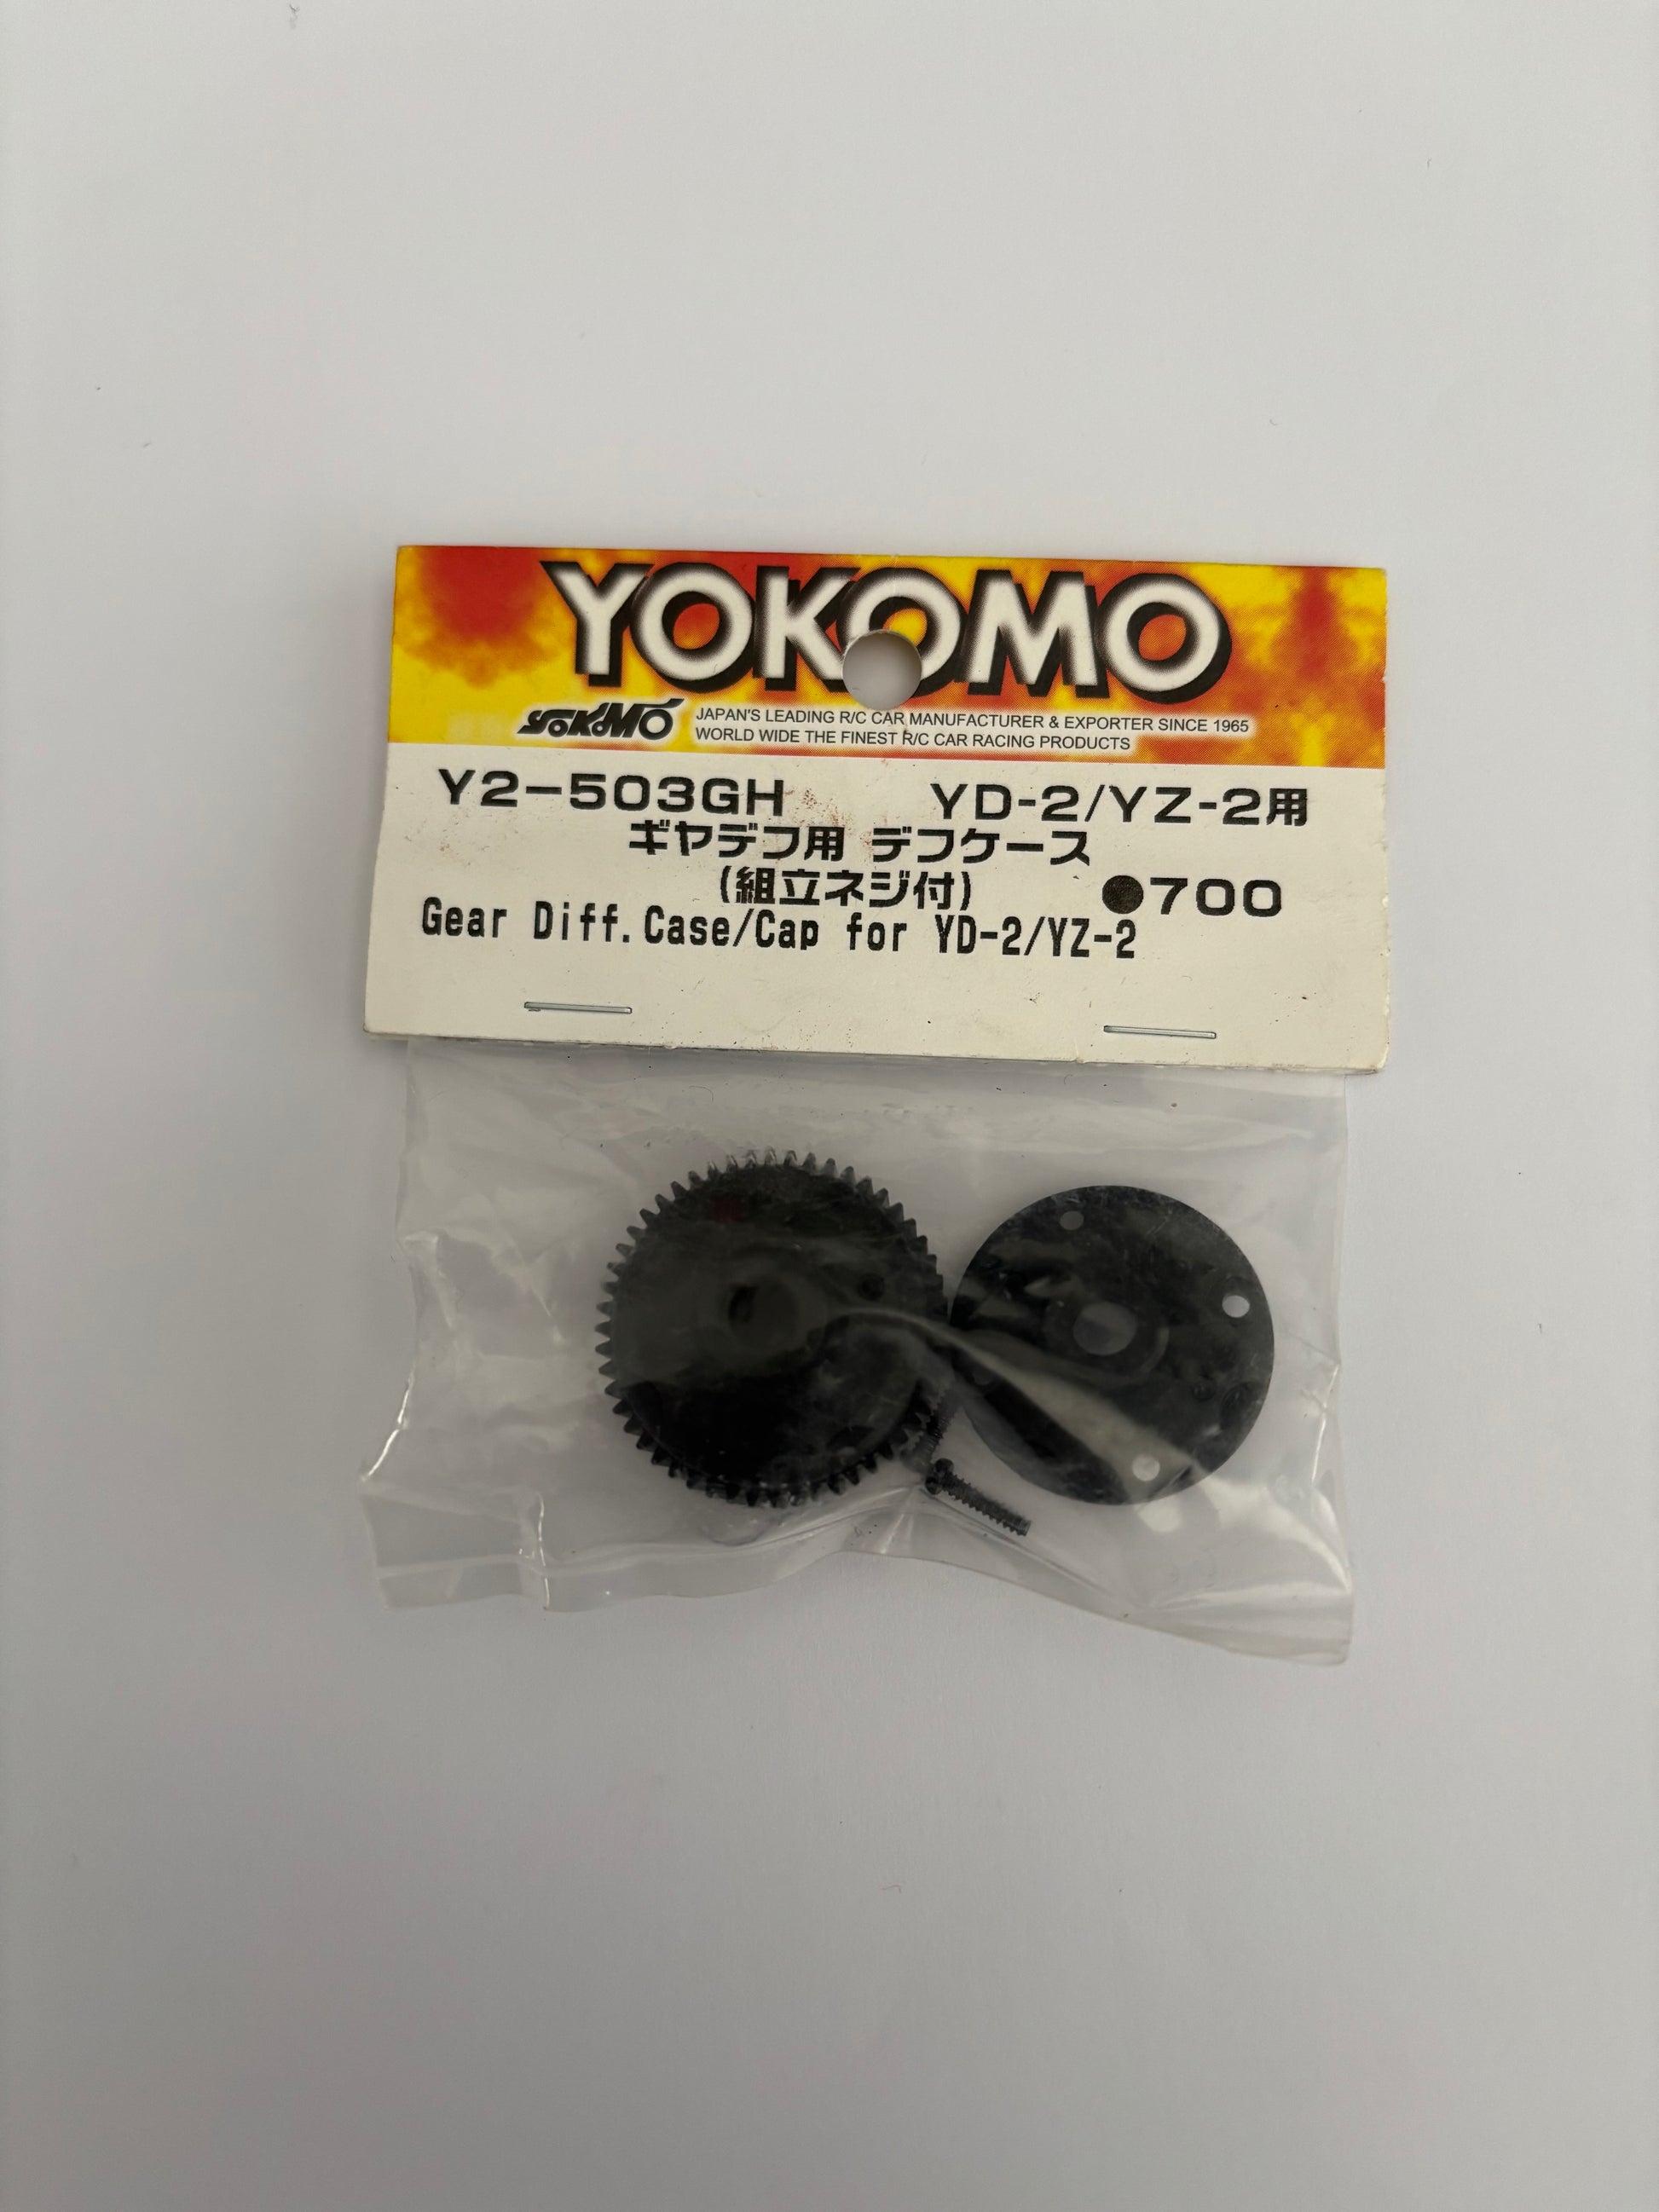 YOKOMO
YOKOMO JAPAN'S LEADING R/C CAR MANUFACTURER & EXPORTER SINCE 1965
WORLD WIDE THE FINEST R/C CAR RACING PRODUCTS
Y2-503GH YD-2/YZ-2用
ギヤデフ用 デフケース
(組立ネジ付) ●700
Gear Diff.Case/Cap for YD-2/YZ-2